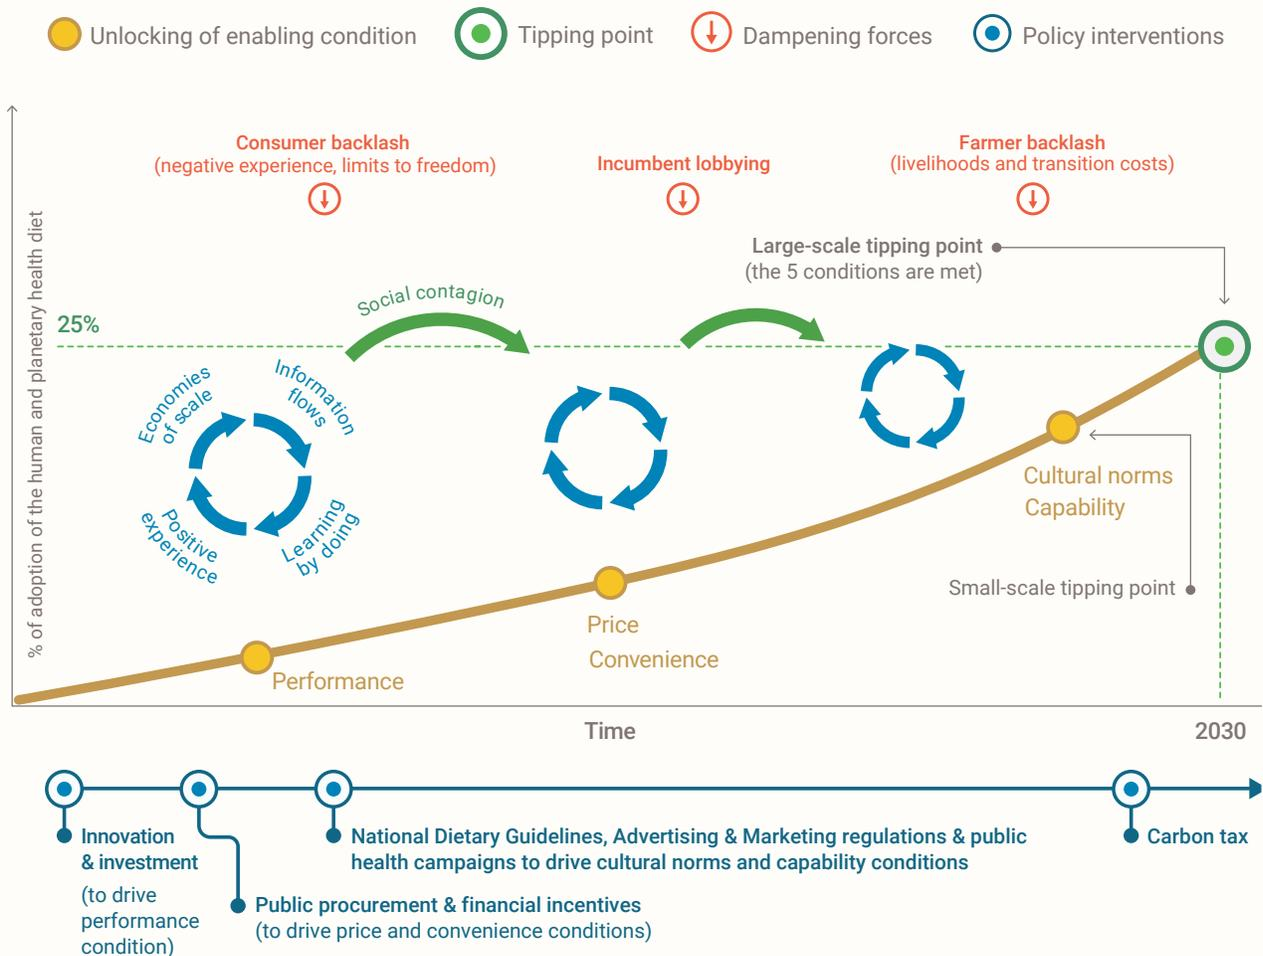 Unlocking of enabling condition
Tipping point
Dampening forces
Policy interventions
Consumer backlash
(negative experience, limits to freedom)
Incumbent lobbying
Farmer backlash
(livelihoods and transition costs)
Large-scale tipping point
(the 5 conditions are met)
% of adoption of the human and planetary health diet
25%
Social contagion
Economies
of scale
Information
flows
Positive
experience
Learning
by doing
Cultural norms
Capability
Small-scale tipping point
Price
Convenience
Performance
Time
2030
Innovation
& investment
(to drive
performance
condition)
Public procurement & financial incentives
(to drive price and convenience conditions)
National Dietary Guidelines, Advertising & Marketing regulations & public
health campaigns to drive cultural norms and capability conditions
Carbon tax